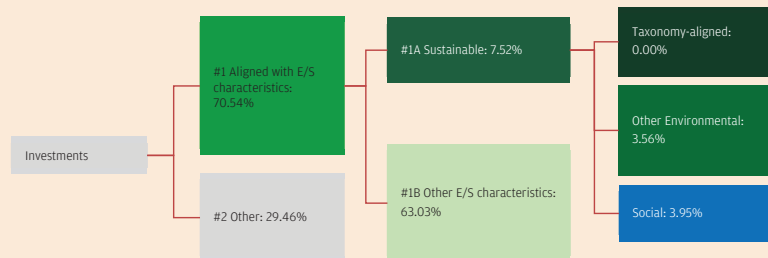 Investments
#1 Aligned with E/S
characteristics:
70.54%
#2 Other: 29.46%
#1A Sustainable: 7.52%
#1B Other E/S characteristics:
63.03%
Taxonomy-aligned:
0.00%
Other Environmental:
3.56%
Social: 3.95%